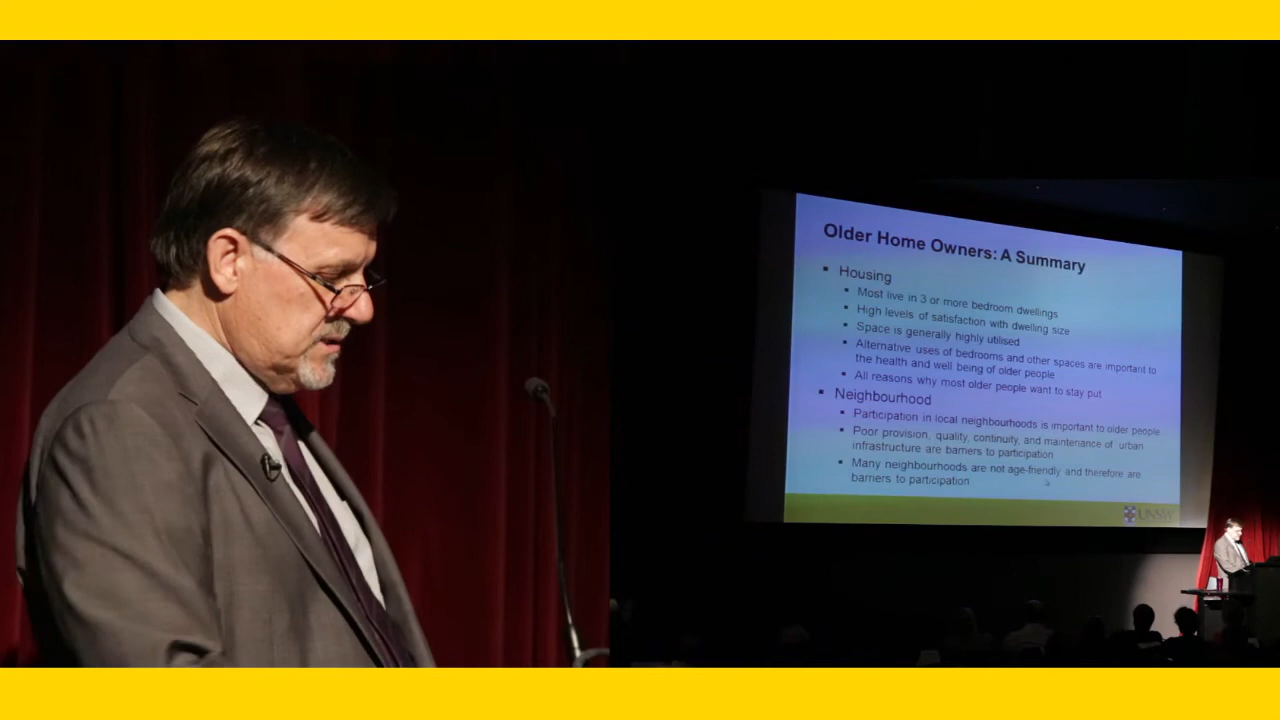 Older Home Owners: A Summary
▪ Housing
▪ Most live in 3 or more bedroom dwellings
▪ High levels of satisfaction with dwelling size
▪ Space is generally highly utilised
▪ Alternative uses of bedrooms and other spaces are important to
the health and well being of older people
▪ All reasons why most older people want to stay put
▪ Neighbourhood
▪ Participation in local neighbourhoods is important to older people
▪ Poor provision, quality, continuity, and maintenance of urban
infrastructure are barriers to participation
▪ Many neighbourhoods are not age-friendly and therefore are
barriers to participation
UNSW